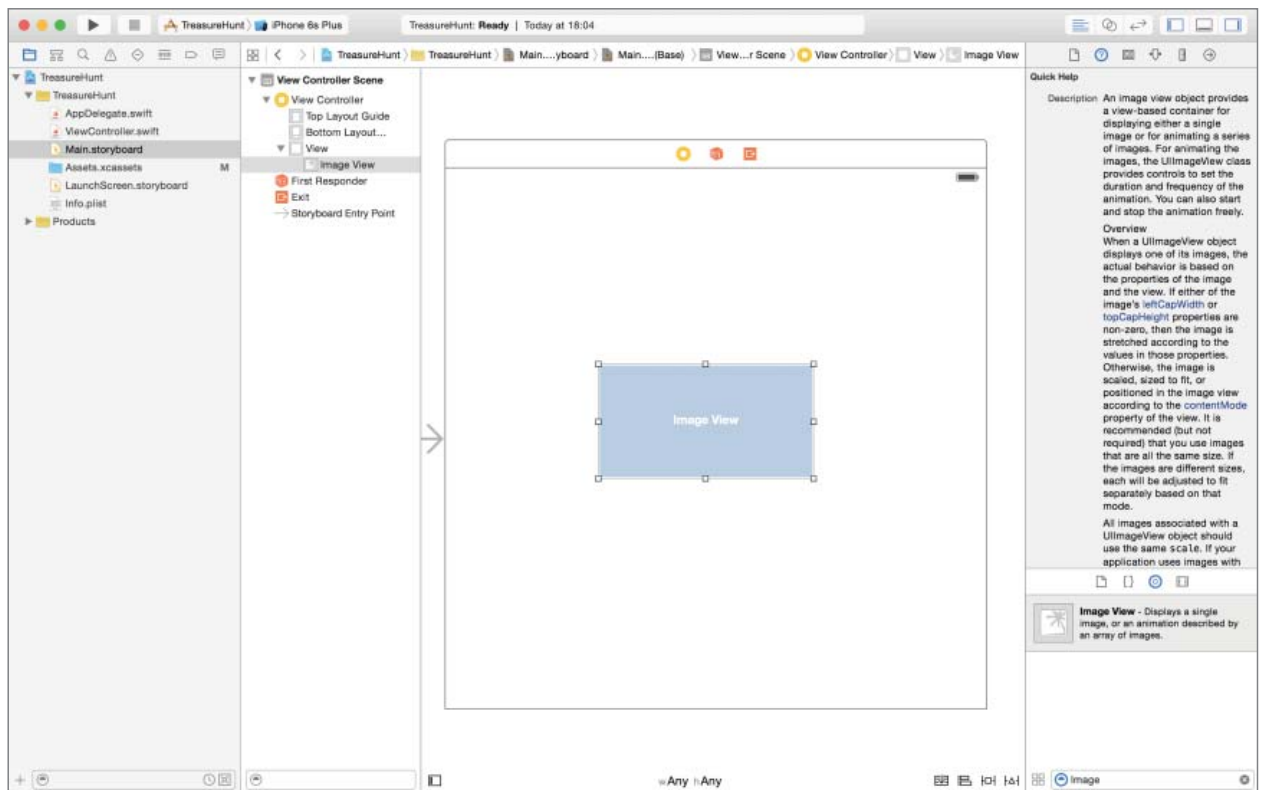 TreasureHunt
iPhone 6s Plus
TreasureHunt: Ready | Today at 18:04
TreasureHunt
TreasureHunt
Main....yboard
Main....(Base)
View...r Scene
View Controller
View
Image View
TreasureHunt
TreasureHunt
AppDelegate.swift
ViewController.swift
Main.storyboard
Assets.xcassets
M
LaunchScreen.storyboard
Info.plist
Products
View Controller Scene
View Controller
Top Layout Guide
Bottom Layout...
View
Image View
First Responder
Exit
Storyboard Entry Point
Image View
wAny hAny
Quick Help
Description An image view object provides
a view-based container for
displaying either a single
image or for animating a series
of images. For animating the
images, the UIImageView class
provides controls to set the
duration and frequency of the
animation. You can also start
and stop the animation freely.
Overview
When a UIImageView object
displays one of its images, the
actual behavior is based on
the properties of the image
and the view. If either of the
image's leftCapWidth or
topCapHeight properties are
non-zero, then the image is
stretched according to the
values in those properties.
Otherwise, the image is
scaled, sized to fit, or
positioned in the image view
according to the contentMode
property of the view. It is
recommended (but not
required) that you use images
that are all the same size. If
the images are different sizes,
each will be adjusted to fit
separately based on that
mode.
All images associated with a
UIImageView object should
use the same scale. If your
application uses images with
Image View - Displays a single
image, or an animation described by
an array of images.
Image